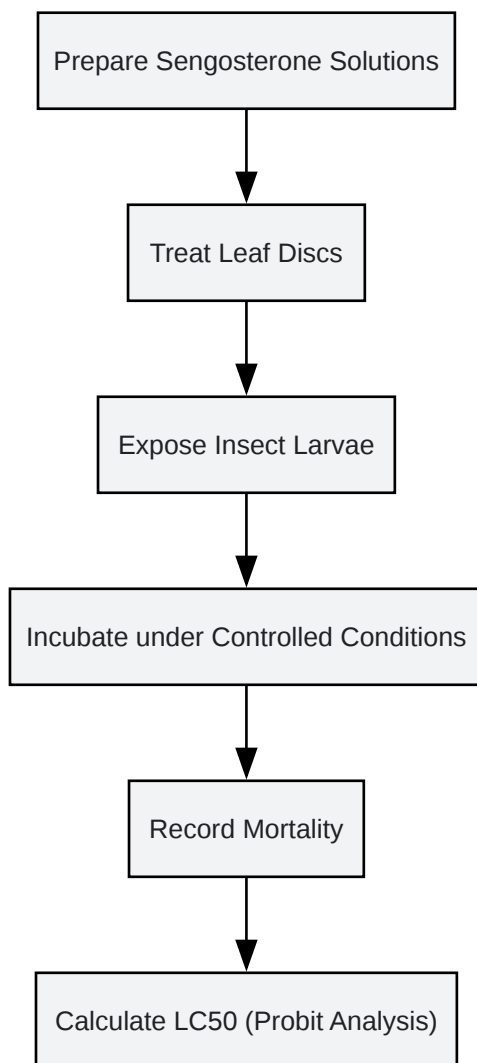 Prepare Sengosterone Solutions
Treat Leaf Discs
Expose Insect Larvae
Incubate under Controlled Conditions
Record Mortality
Calculate LC50 (Probit Analysis)